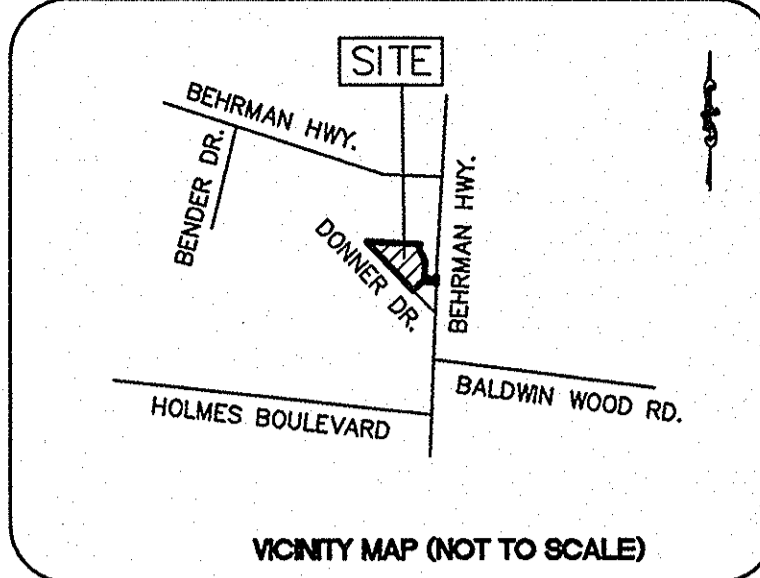 SITE
BEHRMAN HWY.
BENDER DR.
BEHRMAN HWY.
DONNER DR.
BALDWIN WOOD RD.
HOLMES BOULEVARD
VICINITY MAP (NOT TO SCALE)